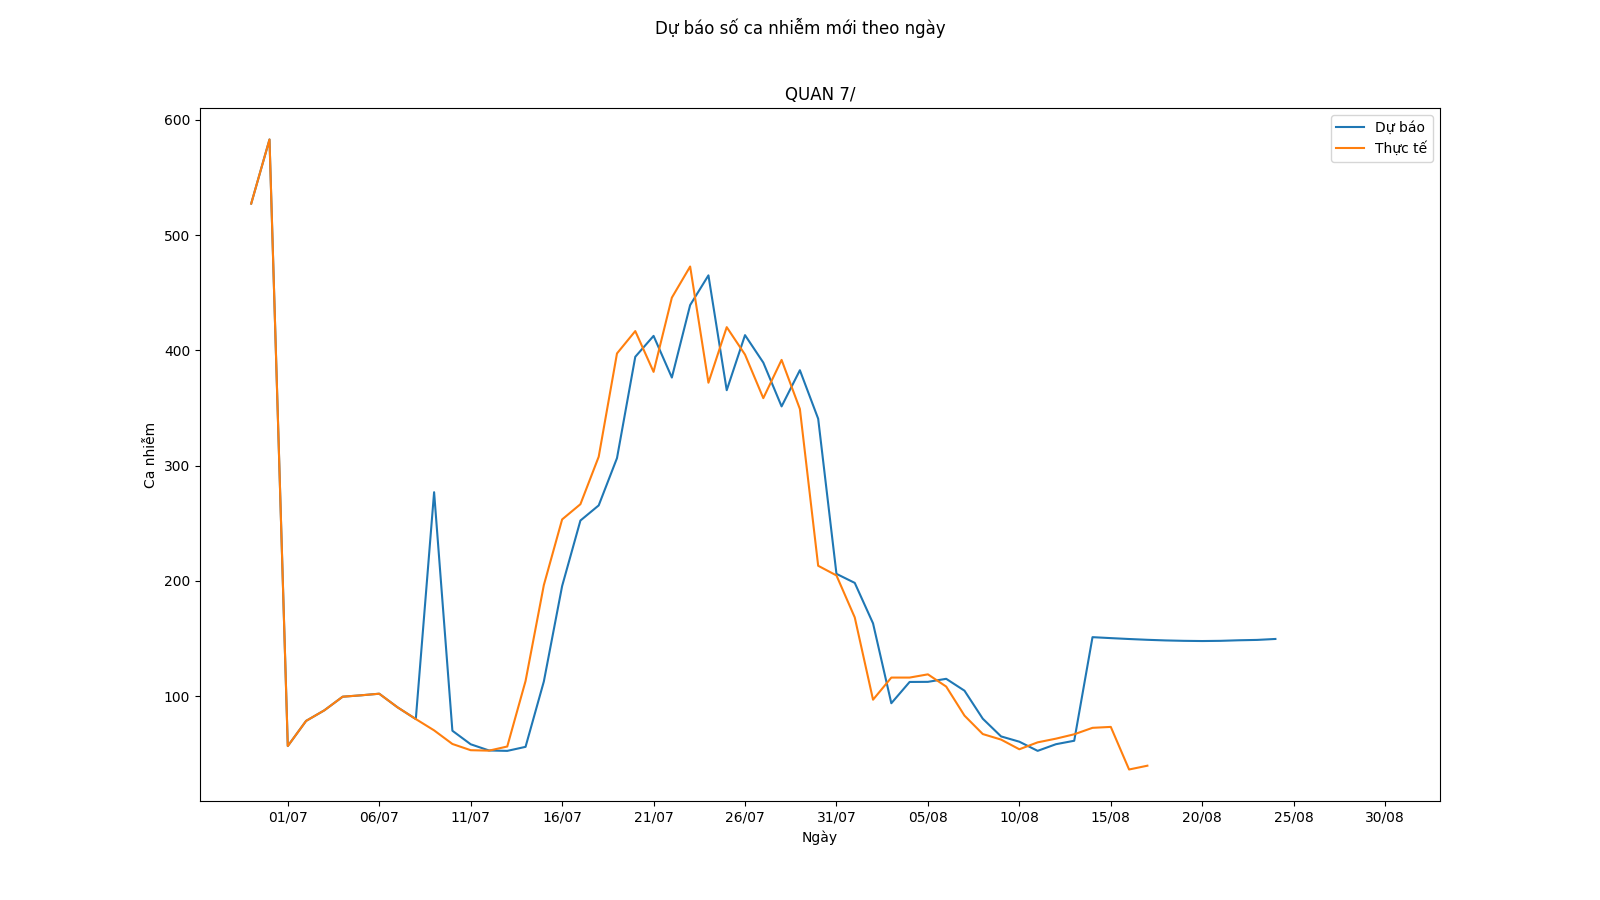 Dự báo số ca nhiễm mới theo ngày
QUAN 7/
Dự báo
Thực tế
600
500
400
300
200
100
Ca nhiễm
01/07 06/07 11/07 16/07 21/07 26/07 31/07 05/08 10/08 15/08 20/08 25/08 30/08
Ngày